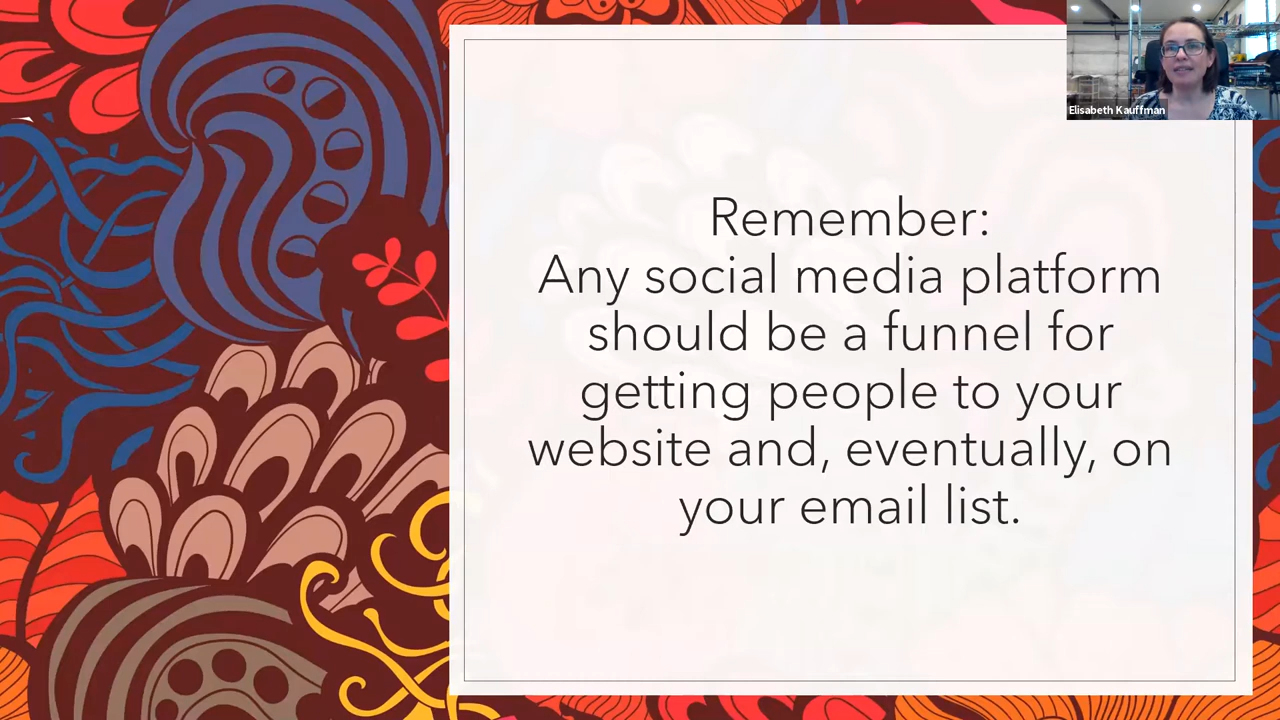 Elisabeth Kauffman
Remember:
Any social media platform
should be a funnel for
getting people to your
website and, eventually, on
your email list.